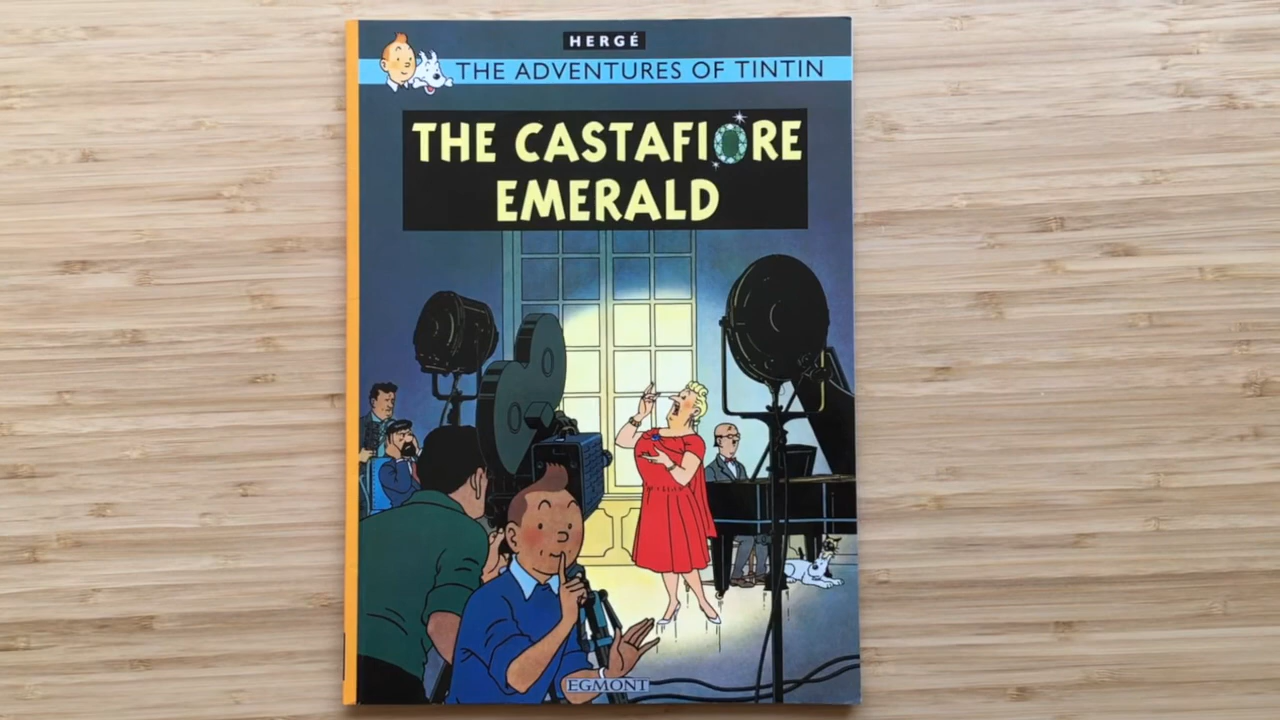 HERGÉ
THE ADVENTURES OF TINTIN
THE CASTAFIORE
EMERALD
EGMONT